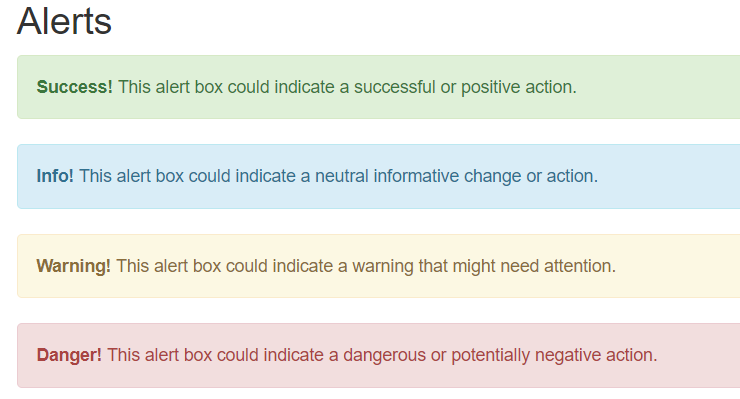 Alerts
Success! This alert box could indicate a successful or positive action.
Info! This alert box could indicate a neutral informative change or action.
Warning! This alert box could indicate a warning that might need attention.
Danger! This alert box could indicate a dangerous or potentially negative action.